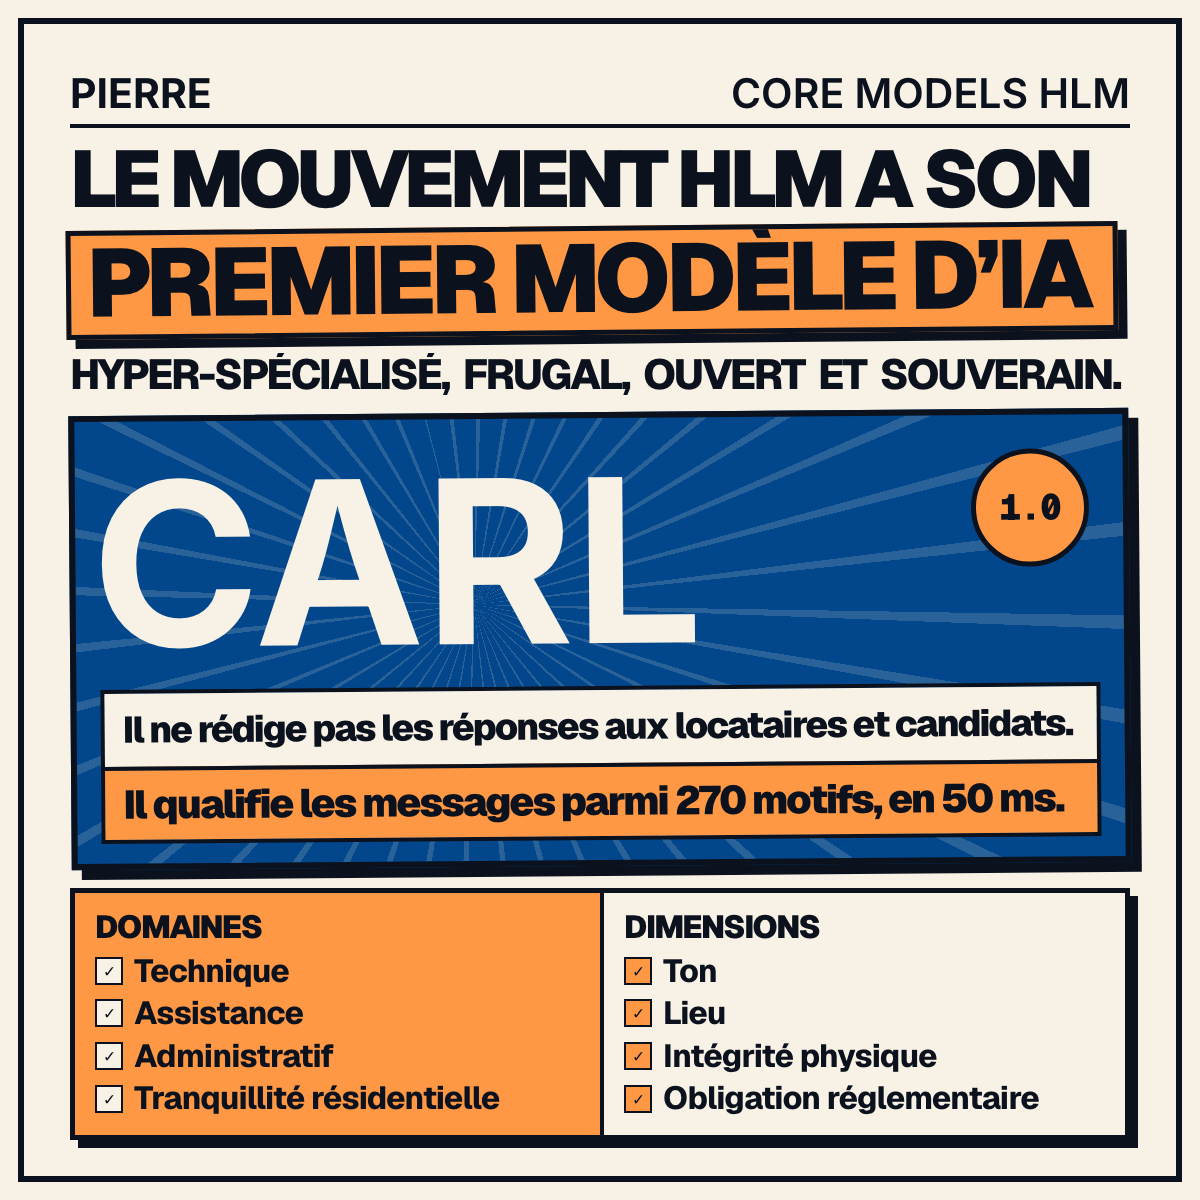 PIERRE
CORE MODELS HLM
LE MOUVEMENT HLM A SON
PREMIER MODÈLE D’IA
HYPER-SPÉCIALISÉ, FRUGAL, OUVERT ET SOUVERAIN.
CARL
1.0
Il ne rédige pas les réponses aux locataires et candidats.
Il qualifie les messages parmi 270 motifs, en 50 ms.
DOMAINES
✓ Technique
✓ Assistance
✓ Administratif
✓ Tranquillité résidentielle
DIMENSIONS
✓ Ton
✓ Lieu
✓ Intégrité physique
✓ Obligation réglementaire